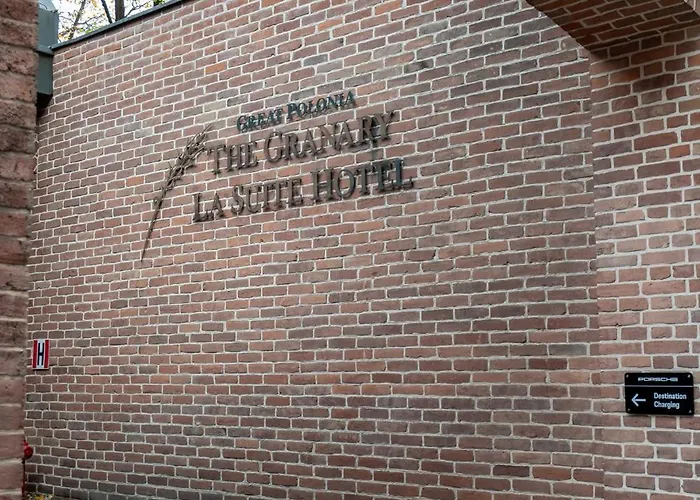 GREAT POLONIA
THE GRANARY
LA SUITE HOTEL
H
PORSCHE
Destination
Charging